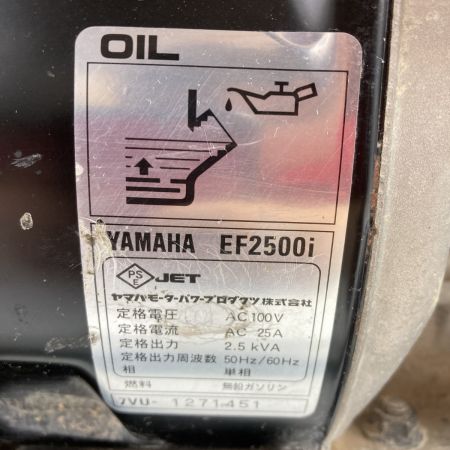 OIL
YAMAHA EF2500i
PS E JET
ヤマハモーターパワープロダクツ株式会社
定格電圧 AC100V
定格電流 AC 25A
定格出力 2.5 kVA
定格出力周波数 50Hz/60Hz
相 単相
燃料 無鉛ガソリン
7VU- 1271451